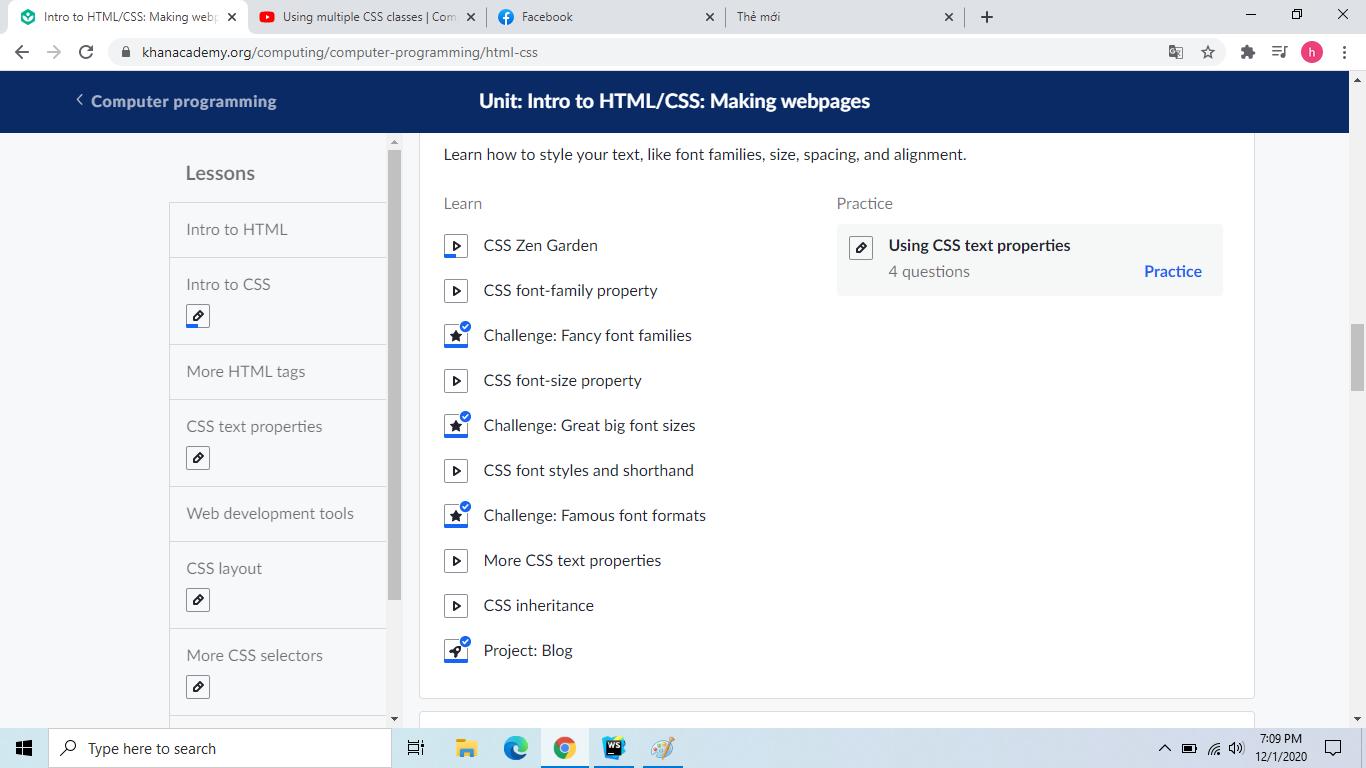 Intro to HTML/CSS: Making webp
Using multiple CSS classes | Com
Facebook
Thẻ mới
khanacademy.org/computing/computer-programming/html-css
h
Computer programming
Unit: Intro to HTML/CSS: Making webpages
Lessons
Intro to HTML
Intro to CSS
More HTML tags
CSS text properties
Web development tools
CSS layout
More CSS selectors
Learn how to style your text, like font families, size, spacing, and alignment.
Learn
CSS Zen Garden
CSS font-family property
Challenge: Fancy font families
CSS font-size property
Challenge: Great big font sizes
CSS font styles and shorthand
Challenge: Famous font formats
More CSS text properties
CSS inheritance
Project: Blog
Practice
Using CSS text properties
4 questions
Practice
Type here to search
WS
7:09 PM
12/1/2020